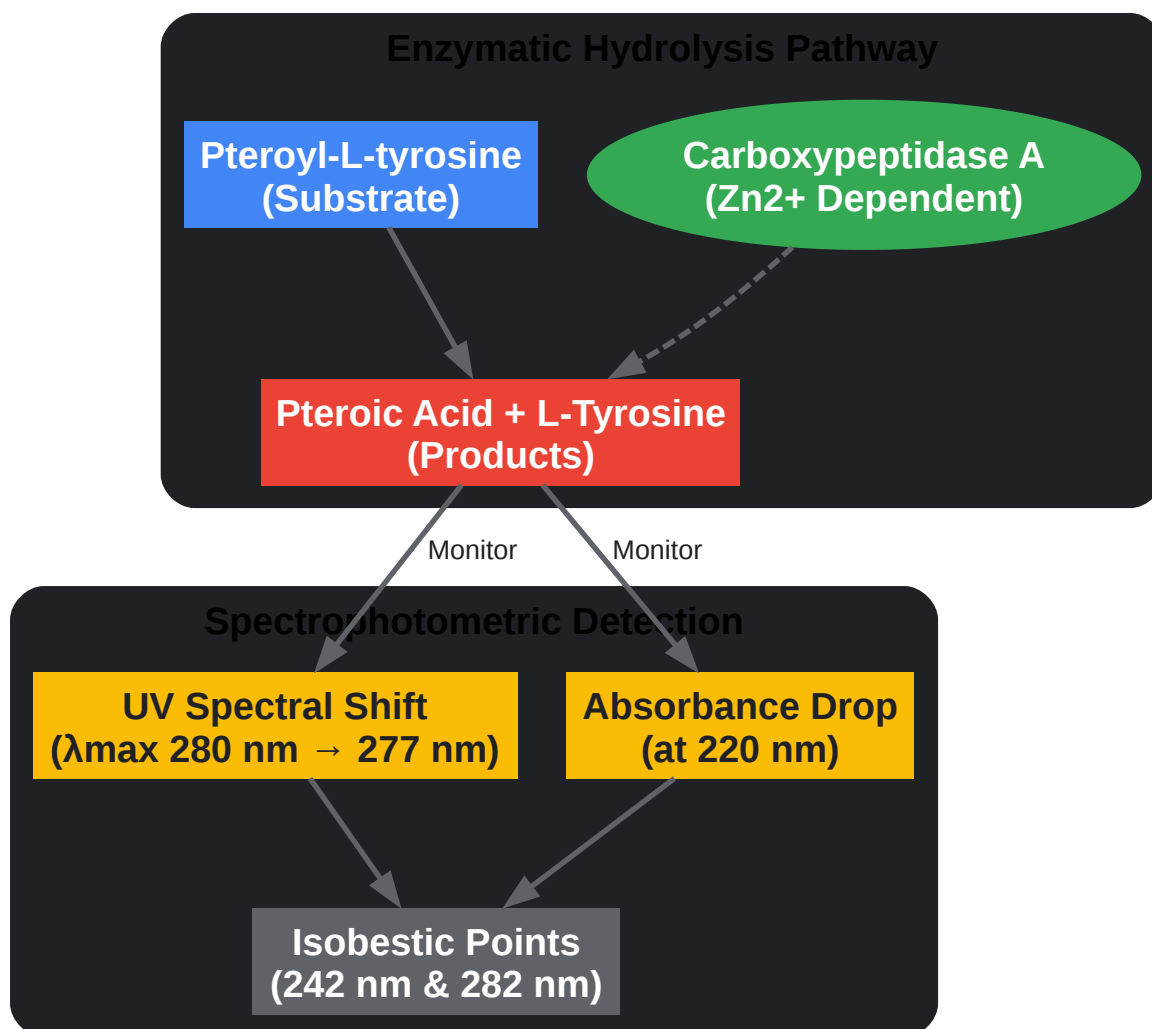 Enzymatic Hydrolysis Pathway
Pteroyl-L-tyrosine
(Substrate)
Carboxypeptidase A
(Zn2+ Dependent)
Pteroic Acid + L-Tyrosine
(Products)
Monitor
Monitor
Spectrophotometric Detection
UV Spectral Shift
(λmax 280 nm → 277 nm)
Absorbance Drop
(at 220 nm)
Isobestic Points
(242 nm & 282 nm)